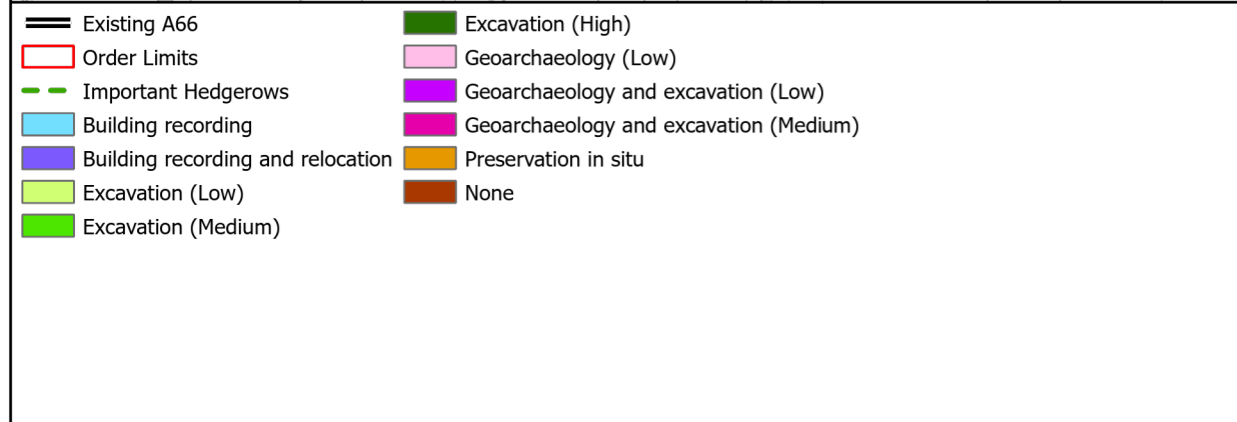 Existing A66
Order Limits
Important Hedgerows
Building recording
Building recording and relocation
Excavation (Low)
Excavation (Medium)
Excavation (High)
Geoarchaeology (Low)
Geoarchaeology and excavation (Low)
Geoarchaeology and excavation (Medium)
Preservation in situ
None